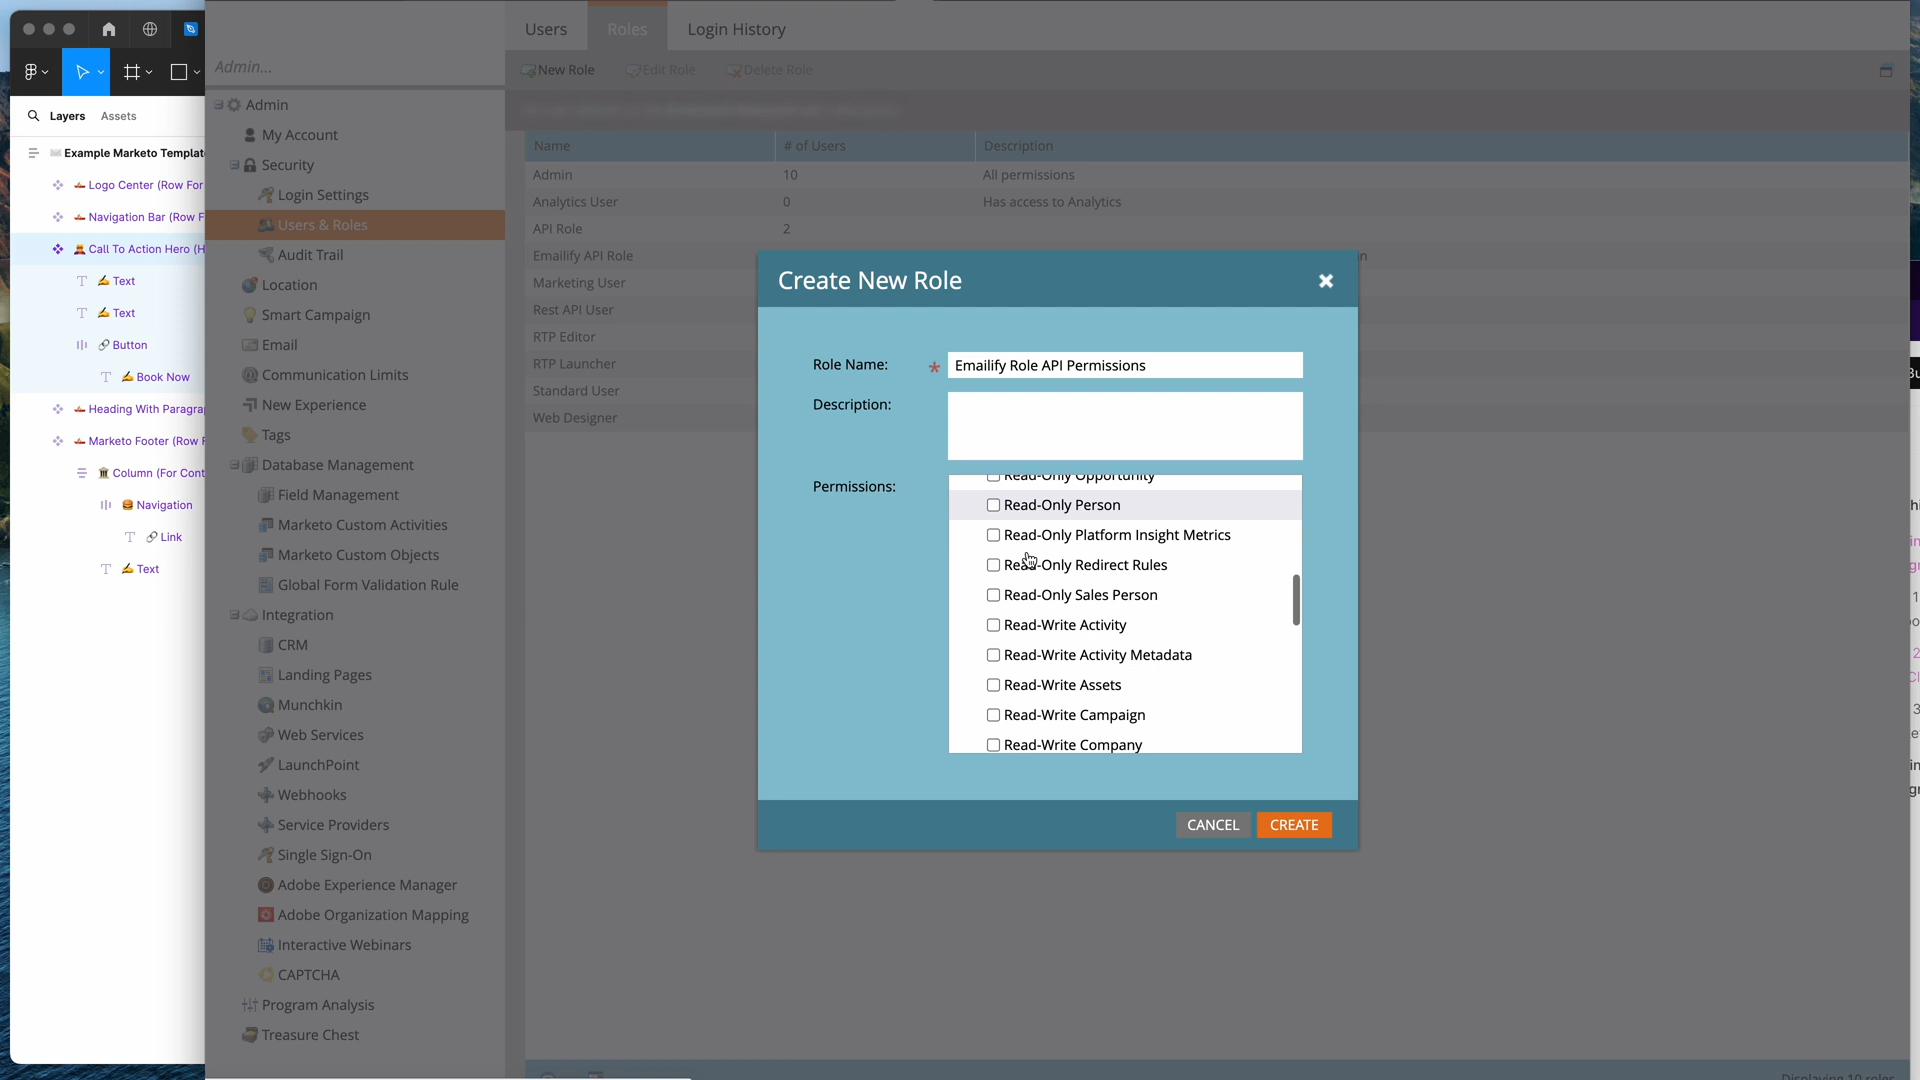 Users
Roles
Login History
Admin...
New Role
Edit Role
Delete Role
Layers
Assets
Example Marketo Templat
Logo Center (Row For
Navigation Bar (Row F
Call To Action Hero (H
Text
Text
Button
Book Now
Heading With Paragra
Marketo Footer (Row F
Column (For Cont
Navigation
Link
Text
Admin
My Account
Security
Login Settings
Users & Roles
Audit Trail
Location
Smart Campaign
Email
Communication Limits
New Experience
Tags
Database Management
Field Management
Marketo Custom Activities
Marketo Custom Objects
Global Form Validation Rule
Integration
CRM
Landing Pages
Munchkin
Web Services
LaunchPoint
Webhooks
Service Providers
Single Sign-On
Adobe Experience Manager
Adobe Organization Mapping
Interactive Webinars
CAPTCHA
Program Analysis
Treasure Chest
Name
# of Users
Description
Admin
10
All permissions
Analytics User
0
Has access to Analytics
API Role
2
Emailify API Role
Marketing User
Rest API User
RTP Editor
RTP Launcher
Standard User
Web Designer
Create New Role
Role Name:
*
Emailify Role API Permissions
Description:
Permissions:
Read-Only Opportunity
Read-Only Person
Read-Only Platform Insight Metrics
Read-Only Redirect Rules
Read-Only Sales Person
Read-Write Activity
Read-Write Activity Metadata
Read-Write Assets
Read-Write Campaign
Read-Write Company
CANCEL
CREATE
Displaying 10 roles